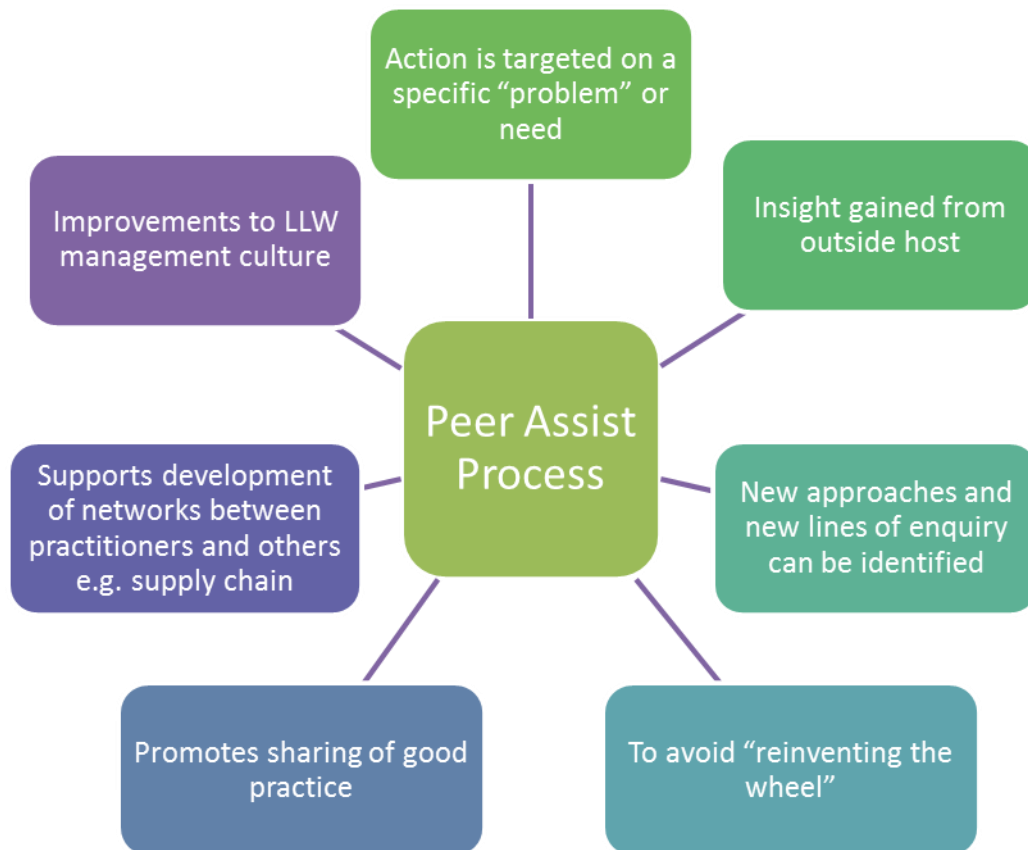 Action is targeted on a
specific “problem” or
need
Insight gained from
outside host
New approaches and
new lines of enquiry
can be identified
To avoid “reinventing the
wheel”
Promotes sharing of good
practice
Supports development
of networks between
practitioners and others
e.g. supply chain
Improvements to LLW
management culture
Peer Assist
Process